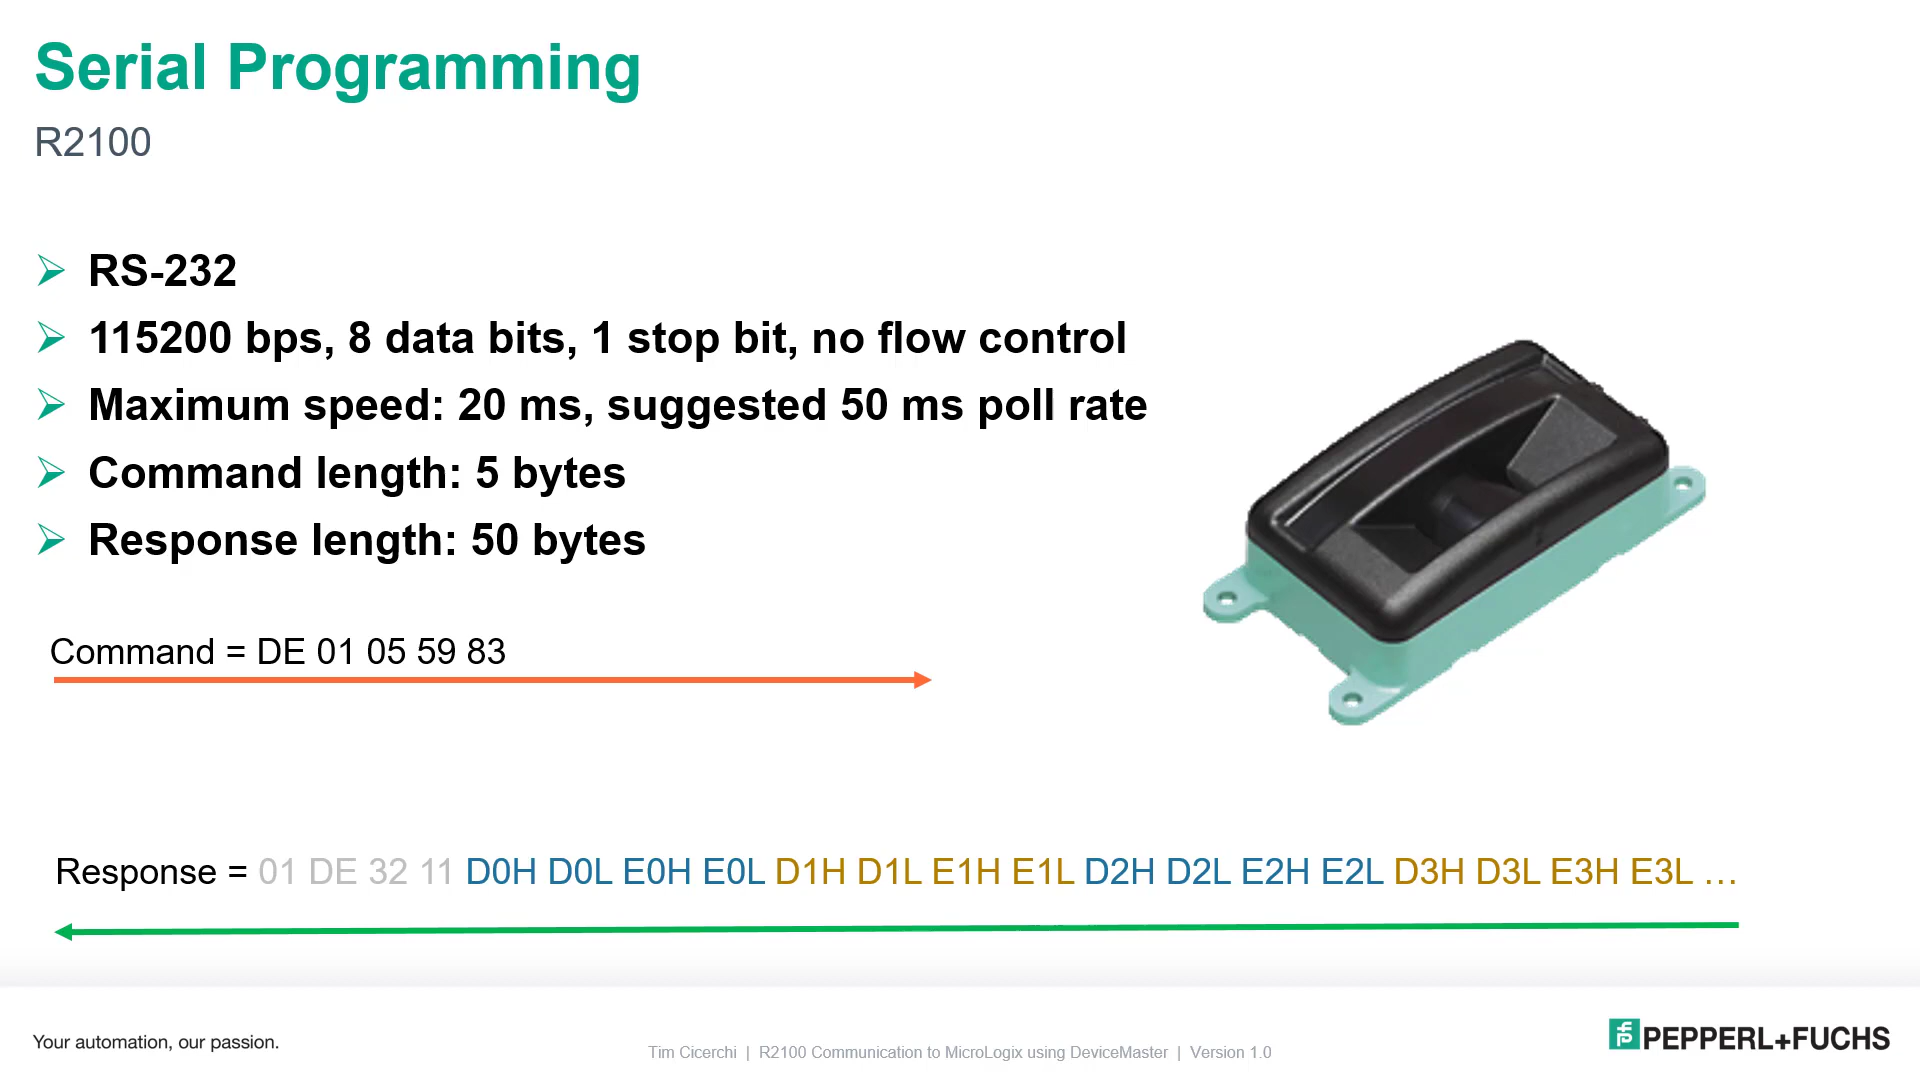 Serial Programming
R2100
RS-232
115200 bps, 8 data bits, 1 stop bit, no flow control
Maximum speed: 20 ms, suggested 50 ms poll rate
Command length: 5 bytes
Response length: 50 bytes
Command = DE 01 05 59 83
Response = 01 DE 32 11 D0H D0L E0H E0L D1H D1L E1H E1L D2H D2L E2H E2L D3H D3L E3H E3L …
Your automation, our passion.
Tim Cicerchi | R2100 Communication to MicroLogix using DeviceMaster | Version 1.0
PEPPERL+FUCHS